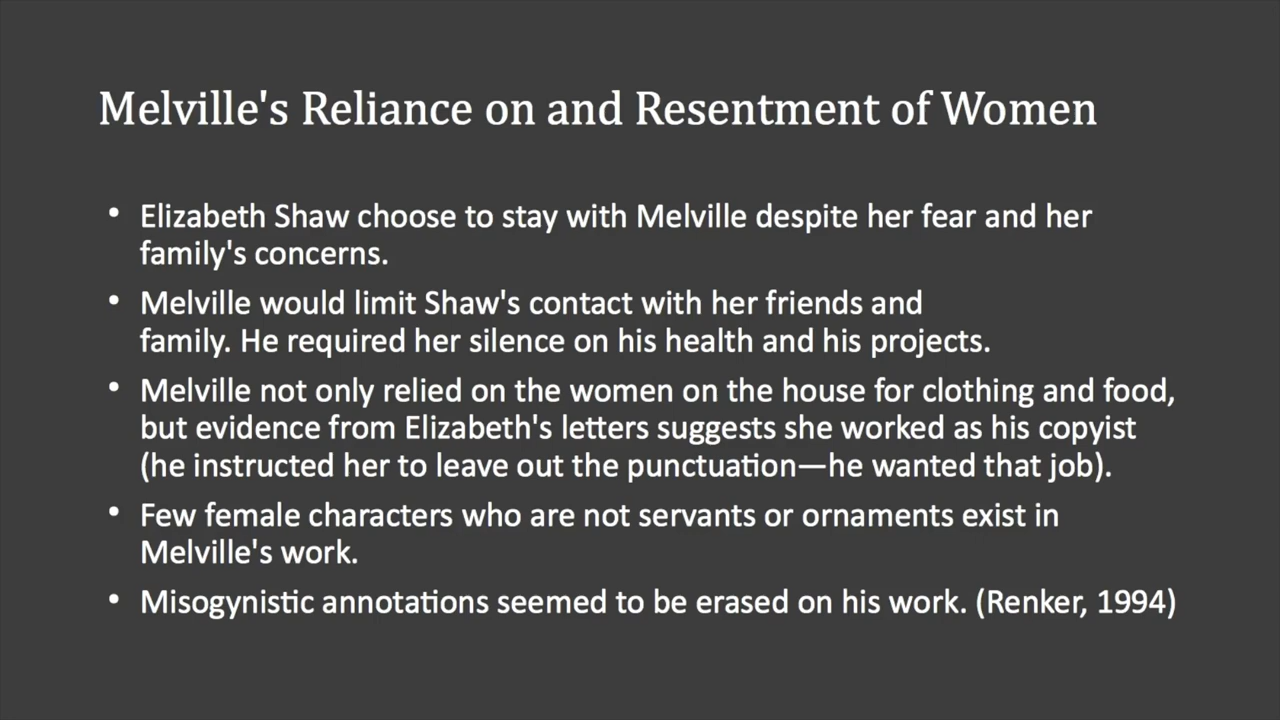 Melville's Reliance on and Resentment of Women
• Elizabeth Shaw choose to stay with Melville despite her fear and her
family's concerns.
• Melville would limit Shaw's contact with her friends and
family. He required her silence on his health and his projects.
• Melville not only relied on the women on the house for clothing and food,
but evidence from Elizabeth's letters suggests she worked as his copyist
(he instructed her to leave out the punctuation—he wanted that job).
• Few female characters who are not servants or ornaments exist in
Melville's work.
• Misogynistic annotations seemed to be erased on his work. (Renker, 1994)